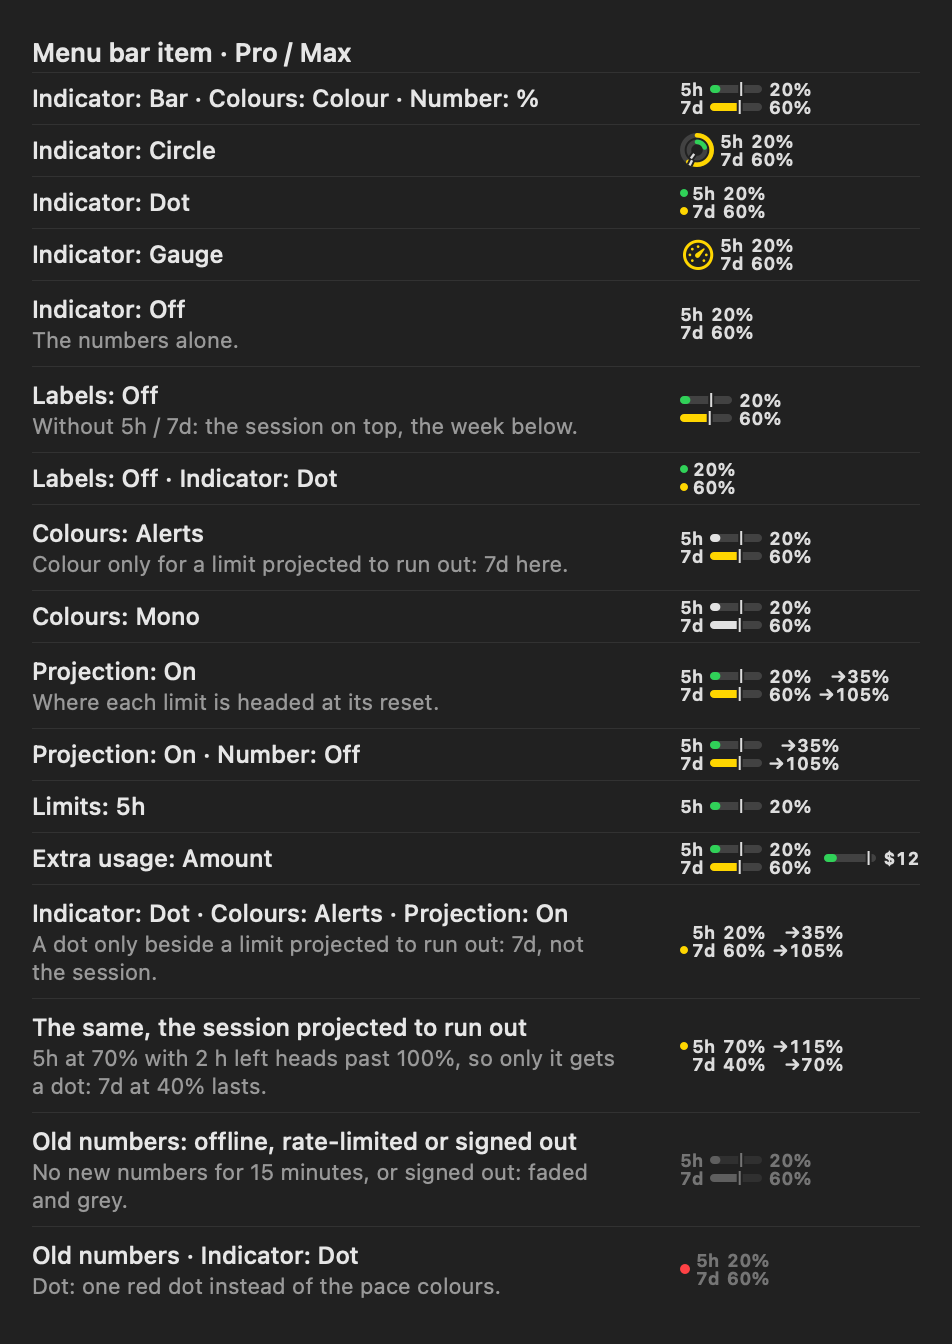 Menu bar item · Pro / Max
Indicator: Bar · Colours: Colour · Number: %
5h 20%
7d 60%
Indicator: Circle
5h 20%
7d 60%
Indicator: Dot
5h 20%
7d 60%
Indicator: Gauge
5h 20%
7d 60%
Indicator: Off
The numbers alone.
5h 20%
7d 60%
Labels: Off
Without 5h / 7d: the session on top, the week below.
20%
60%
Labels: Off · Indicator: Dot
20%
60%
Colours: Alerts
Colour only for a limit projected to run out: 7d here.
5h 20%
7d 60%
Colours: Mono
5h 20%
7d 60%
Projection: On
Where each limit is headed at its reset.
5h 20% →35%
7d 60% →105%
Projection: On · Number: Off
5h →35%
7d →105%
Limits: 5h
5h 20%
Extra usage: Amount
5h 20%
7d 60%
$12
Indicator: Dot · Colours: Alerts · Projection: On
A dot only beside a limit projected to run out: 7d, not
the session.
5h 20% →35%
7d 60% →105%
The same, the session projected to run out
5h at 70% with 2 h left heads past 100%, so only it gets
a dot: 7d at 40% lasts.
5h 70% →115%
7d 40% →70%
Old numbers: offline, rate-limited or signed out
No new numbers for 15 minutes, or signed out: faded
and grey.
5h 20%
7d 60%
Old numbers · Indicator: Dot
Dot: one red dot instead of the pace colours.
5h 20%
7d 60%